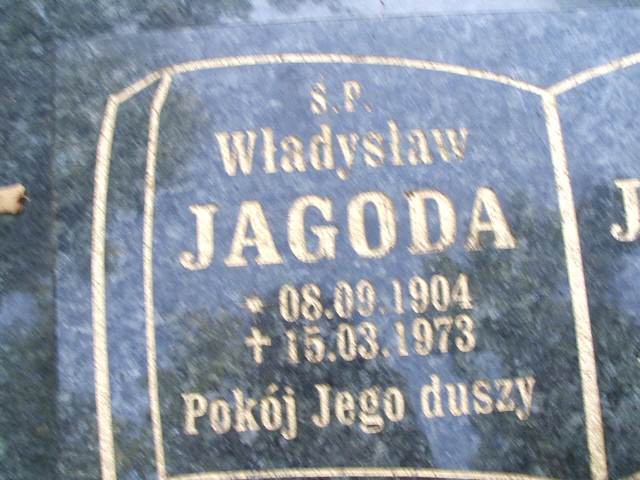 Ś.P.
Władysław
JAGODA
* 08.09.1904
✝ 15.03.1973
Pokój Jego duszy
J